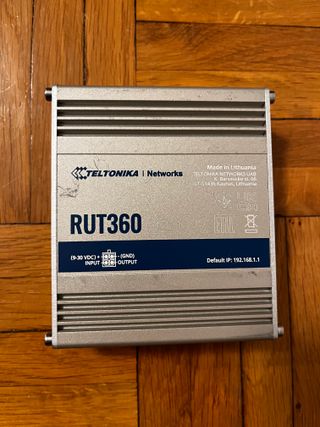 TELTONIKA | Networks
Made in Lithuania
TELTONIKA NETWORKS UAB
K. Baršausko st. 66
LT-51436 Kaunas, Lithuania
RUT360
EAC
(9-30 VDC) + - (GND)
INPUT OUTPUT
Default IP: 192.168.1.1